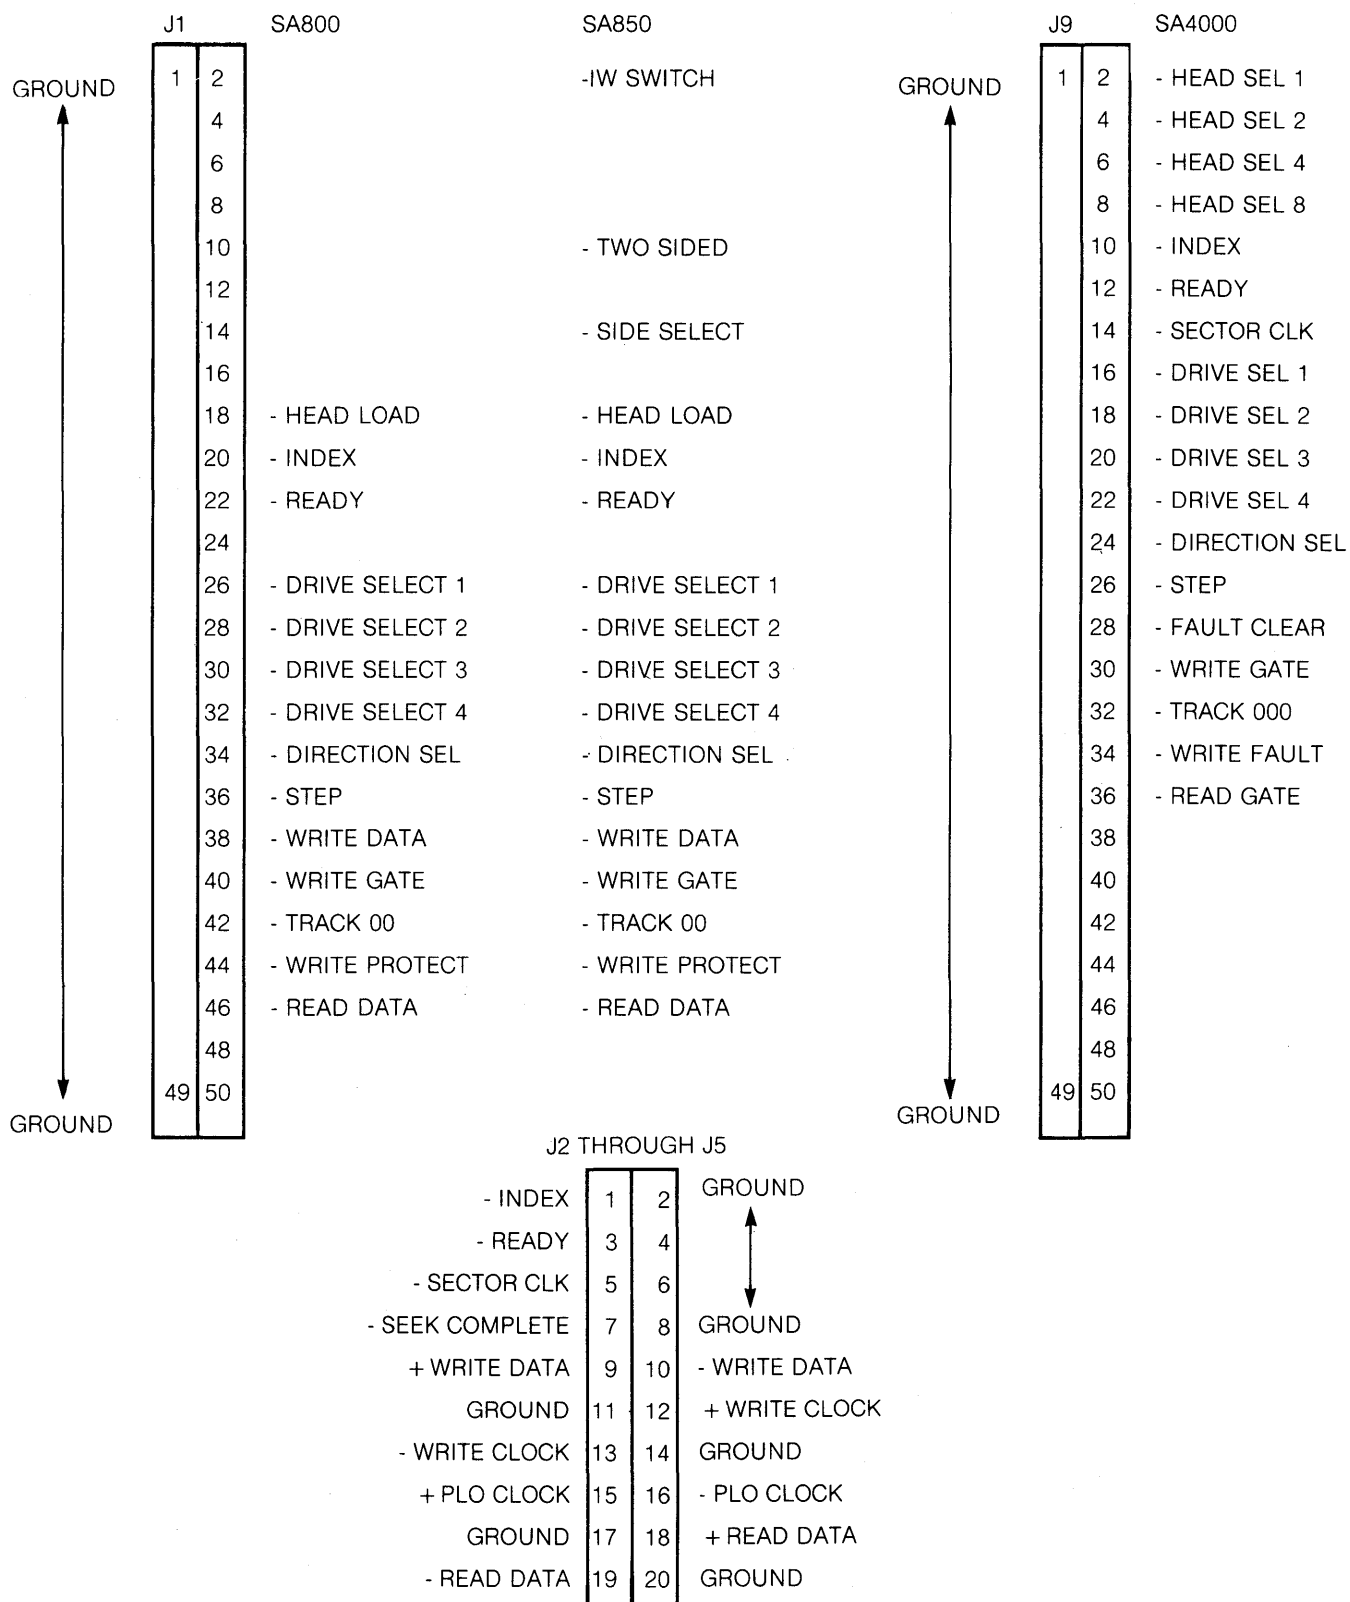 J1 SA800 SA850 J9 SA4000
GROUND 1 2 -IW SWITCH GROUND 1 2 - HEAD SEL 1
4 4 - HEAD SEL 2
6 6 - HEAD SEL 4
8 8 - HEAD SEL 8
10 - TWO SIDED 10 - INDEX
12 12 - READY
14 - SIDE SELECT 14 - SECTOR CLK
16 16 - DRIVE SEL 1
18 - HEAD LOAD - HEAD LOAD 18 - DRIVE SEL 2
20 - INDEX - INDEX 20 - DRIVE SEL 3
22 - READY - READY 22 - DRIVE SEL 4
24 24 - DIRECTION SEL
26 - DRIVE SELECT 1 - DRIVE SELECT 1 26 - STEP
28 - DRIVE SELECT 2 - DRIVE SELECT 2 28 - FAULT CLEAR
30 - DRIVE SELECT 3 - DRIVE SELECT 3 30 - WRITE GATE
32 - DRIVE SELECT 4 - DRIVE SELECT 4 32 - TRACK 000
34 - DIRECTION SEL - DIRECTION SEL 34 - WRITE FAULT
36 - STEP - STEP 36 - READ GATE
38 - WRITE DATA - WRITE DATA 38
40 - WRITE GATE - WRITE GATE 40
42 - TRACK 00 - TRACK 00 42
44 - WRITE PROTECT - WRITE PROTECT 44
46 - READ DATA - READ DATA 46
48 48
49 50 49 50
GROUND GROUND
J2 THROUGH J5
- INDEX 1 2 GROUND
- READY 3 4
- SECTOR CLK 5 6
- SEEK COMPLETE 7 8 GROUND
+ WRITE DATA 9 10 - WRITE DATA
GROUND 11 12 + WRITE CLOCK
- WRITE CLOCK 13 14 GROUND
+ PLO CLOCK 15 16 - PLO CLOCK
GROUND 17 18 + READ DATA
- READ DATA 19 20 GROUND